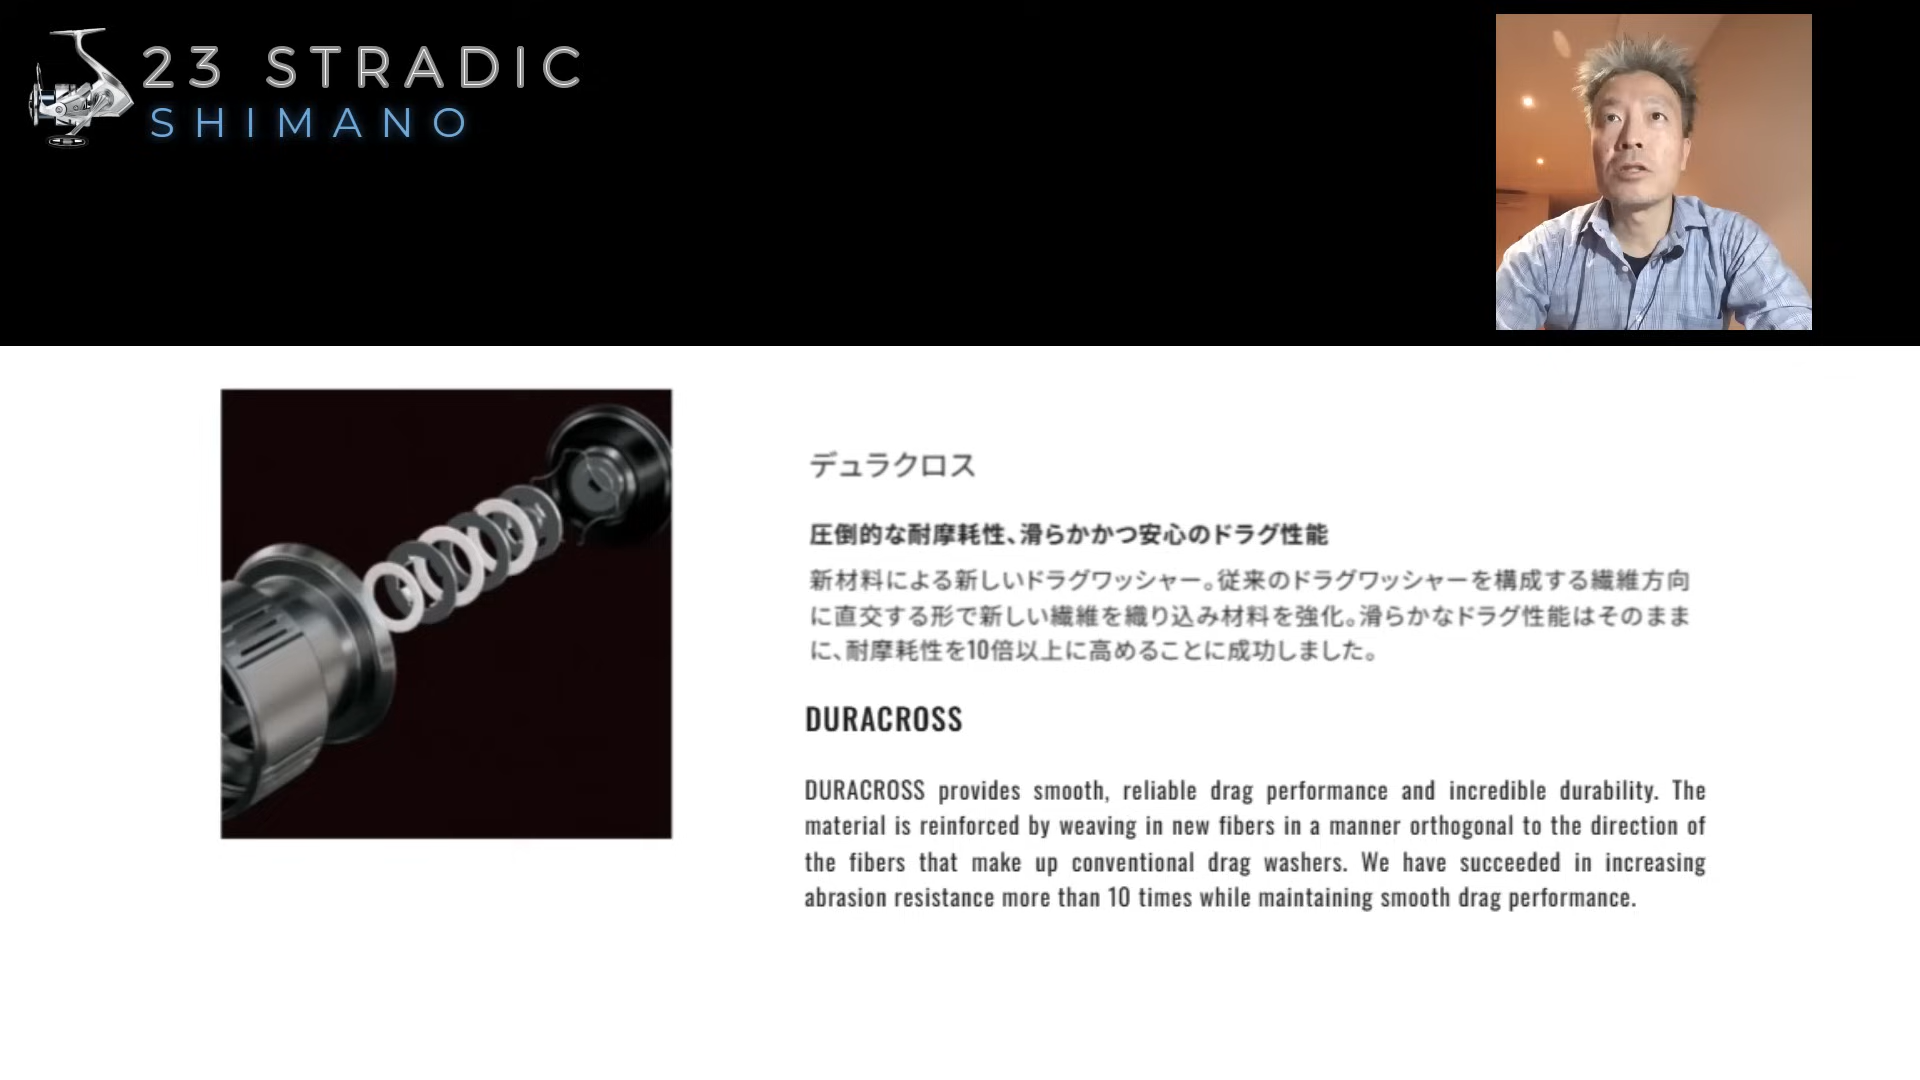 23 STRADIC
SHIMANO
デュラクロス
圧倒的な耐摩耗性、滑らかかつ安心のドラグ性能
新材料による新しいドラグワッシャー。従来のドラグワッシャーを構成する繊維方向
に直交する形で新しい繊維を織り込み材料を強化。滑らかなドラグ性能はそのまま
に、耐摩耗性を10倍以上に高めることに成功しました。
DURACROSS
DURACROSS provides smooth, reliable drag performance and incredible durability. The
material is reinforced by weaving in new fibers in a manner orthogonal to the direction of
the fibers that make up conventional drag washers. We have succeeded in increasing
abrasion resistance more than 10 times while maintaining smooth drag performance.